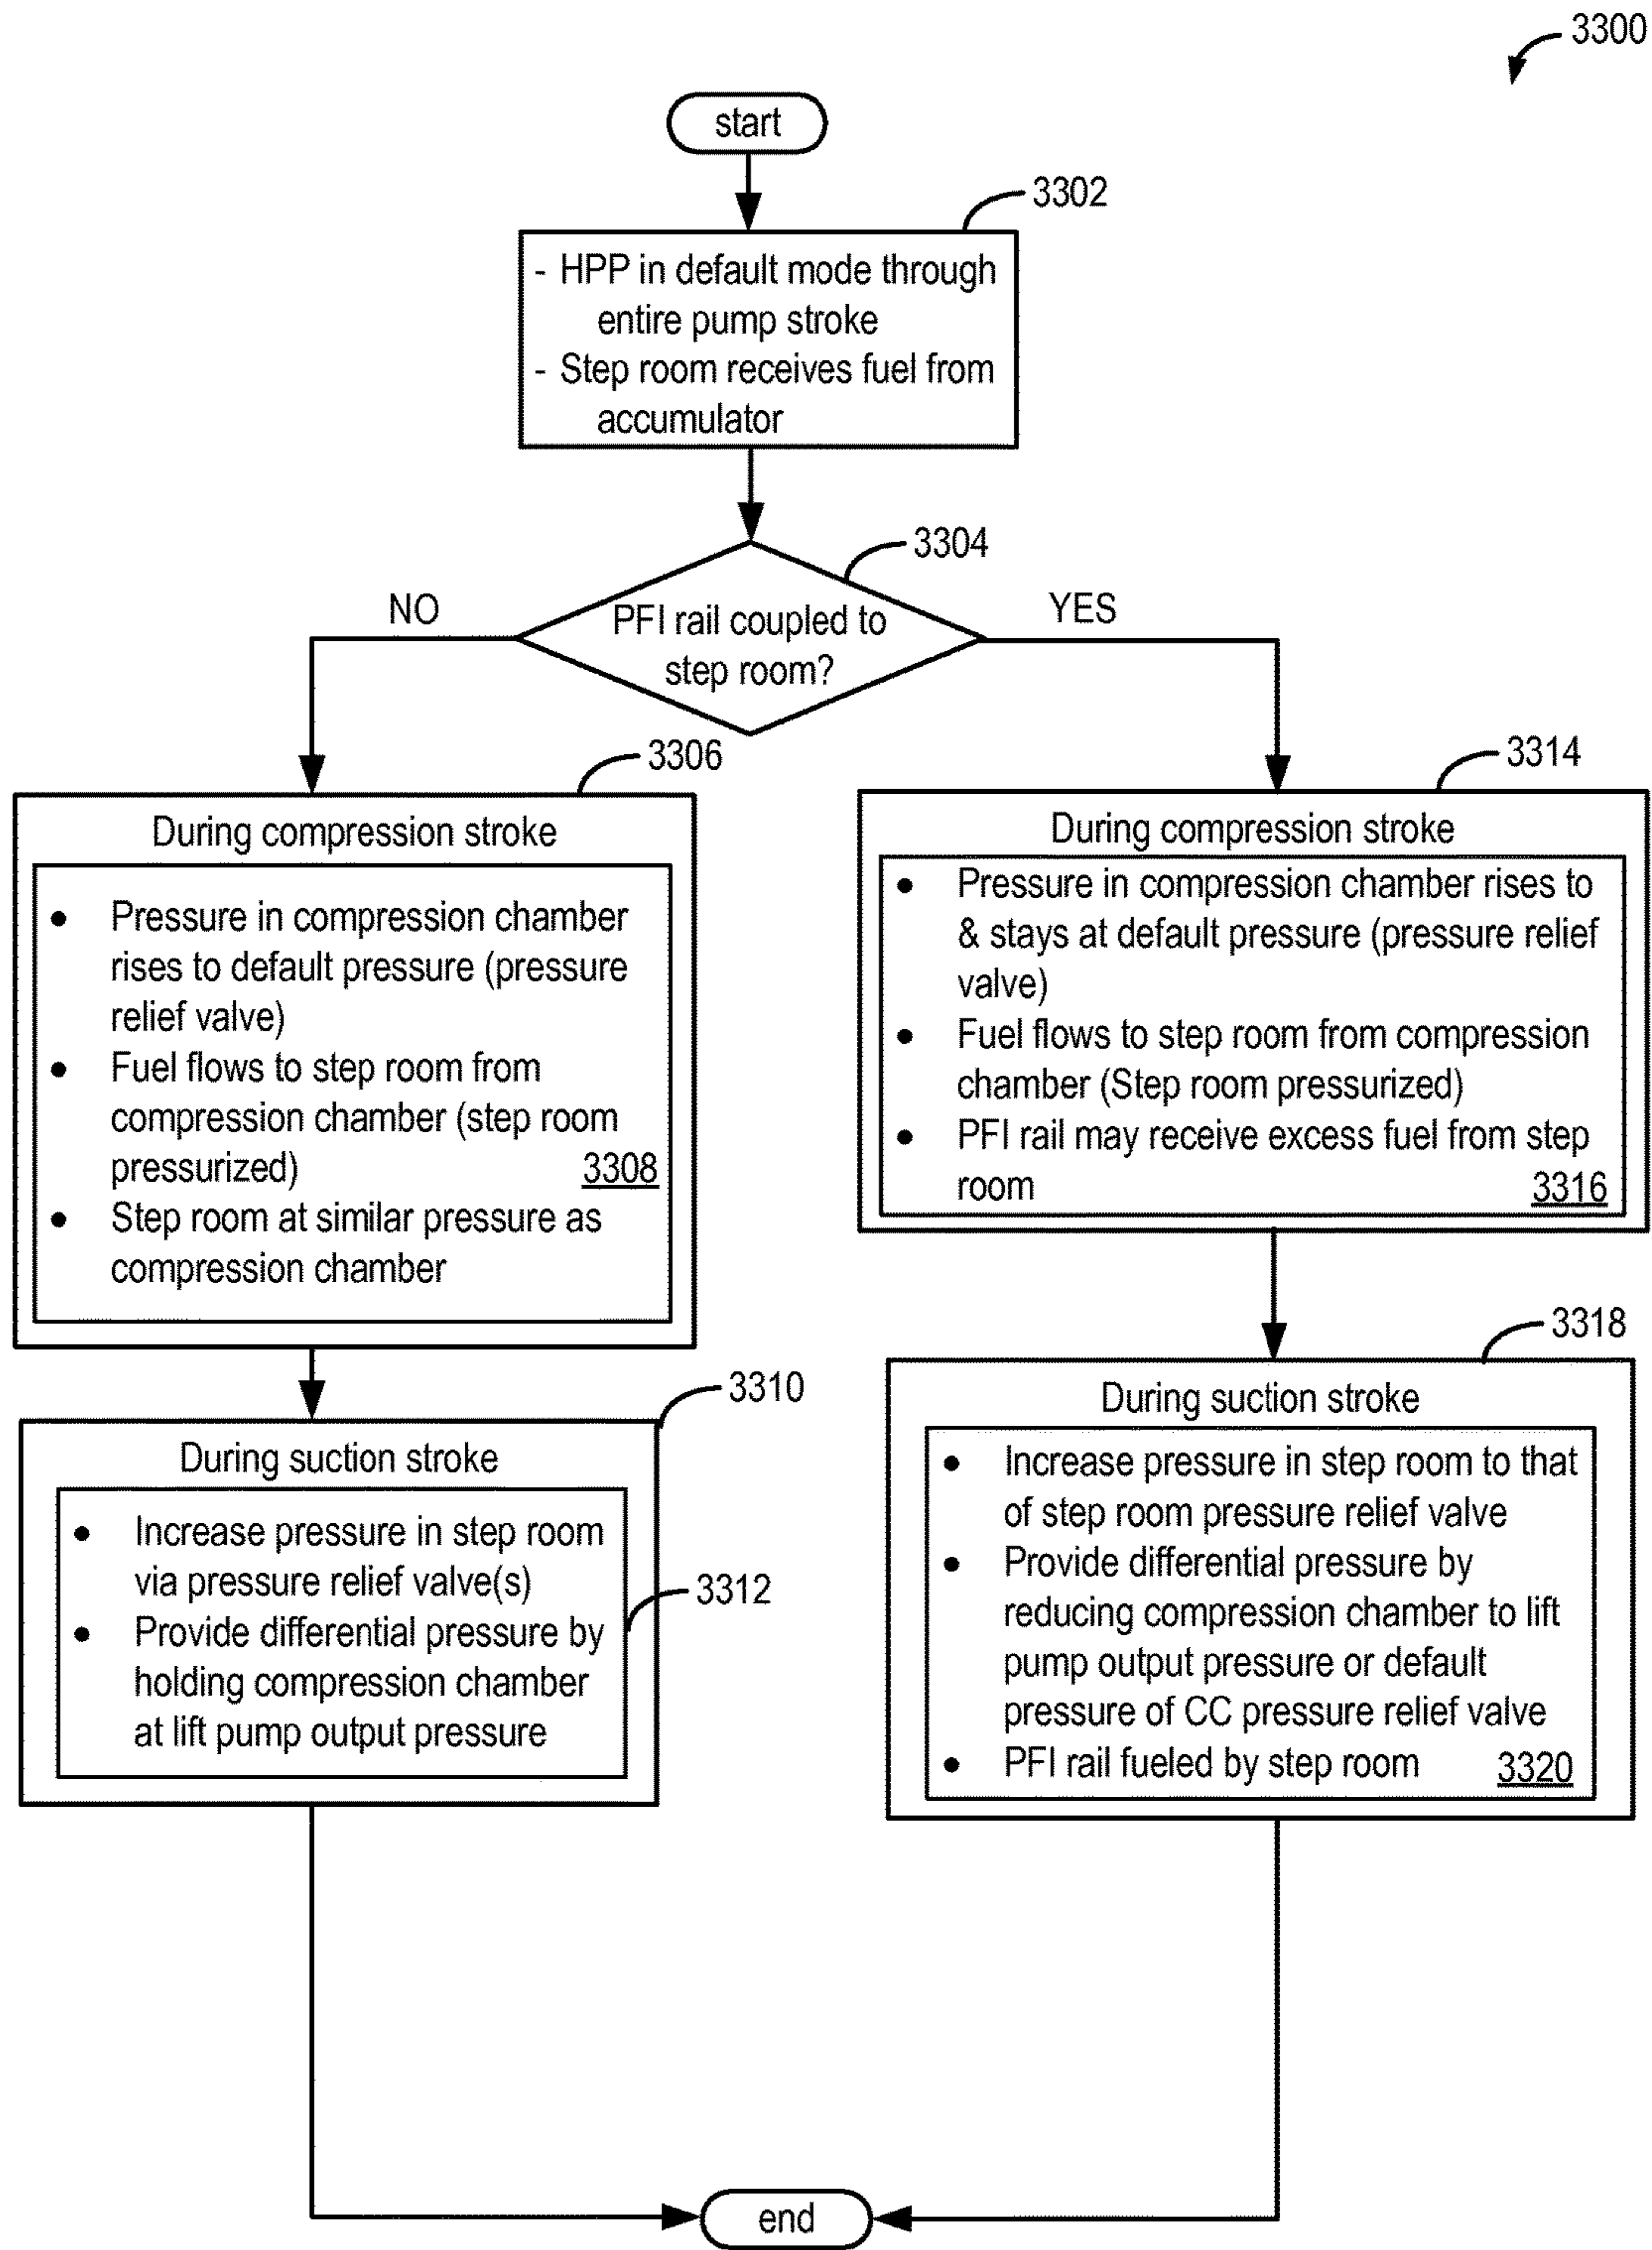 3300
start
3302
- HPP in default mode through
entire pump stroke
- Step room receives fuel from
accumulator
3304
NO
YES
PFI rail coupled to
step room?
3306
During compression stroke
• Pressure in compression chamber
rises to default pressure (pressure
relief valve)
• Fuel flows to step room from
compression chamber (step room
pressurized) 3308
• Step room at similar pressure as
compression chamber
3314
During compression stroke
• Pressure in compression chamber rises to
& stays at default pressure (pressure relief
valve)
• Fuel flows to step room from compression
chamber (Step room pressurized)
• PFI rail may receive excess fuel from step
room 3316
3310
During suction stroke
• Increase pressure in step room
via pressure relief valve(s)
3312
• Provide differential pressure by
holding compression chamber
at lift pump output pressure
3318
During suction stroke
• Increase pressure in step room to that
of step room pressure relief valve
• Provide differential pressure by
reducing compression chamber to lift
pump output pressure or default
pressure of CC pressure relief valve
• PFI rail fueled by step room 3320
end